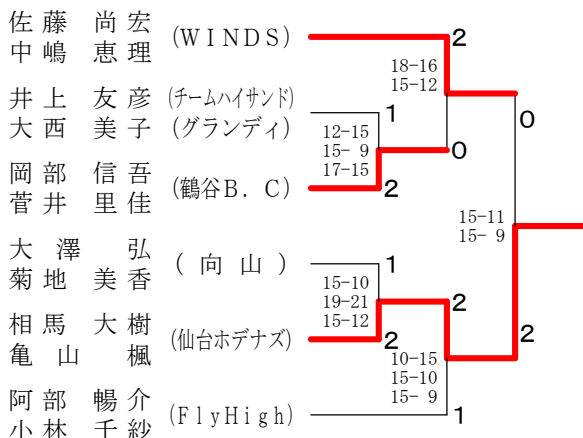 佐 藤 尚 宏
中 嶋 恵 理
(ＷＩＮＤＳ)
2
18-16
15-12
井 上 友 彦
大 西 美 子
(チームハイサンド)
(グランディ)
1
12-15
15- 9
17-15
0
0
岡 部 信 吾
菅 井 里 佳
(鶴谷Ｂ．Ｃ)
2
15-11
15- 9
大 澤 弘
菊 地 美 香
( 向 山 )
1
15-10
19-21
15-12
2
相 馬 大 樹
亀 山 楓
(仙台ホデナズ)
2
2
10-15
15-10
15- 9
阿 部 暢 介
小 林 千 紗
(ＦｌｙＨｉｇｈ)
1